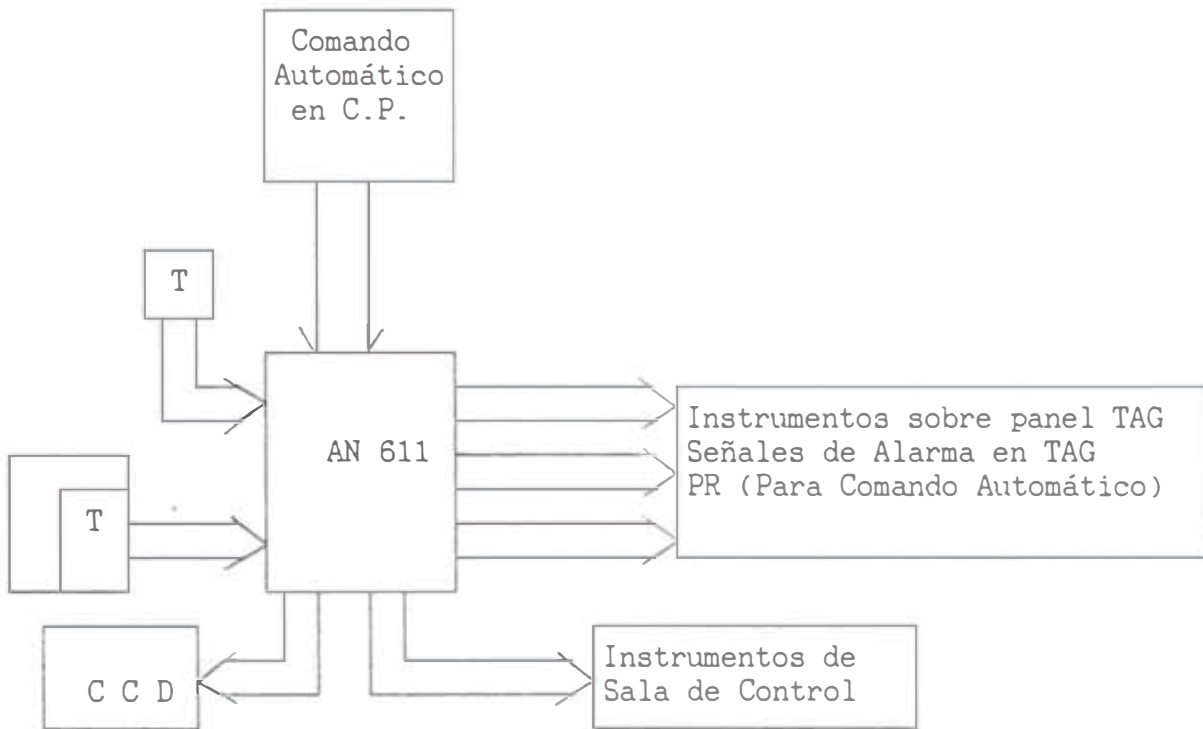 Comando
Automático
en C.P.
T
AN 611
Instrumentos sobre panel TAG
Señales de Alarma en TAG
PR (Para Comando Automático)
T
C C D
Instrumentos de
Sala de Control